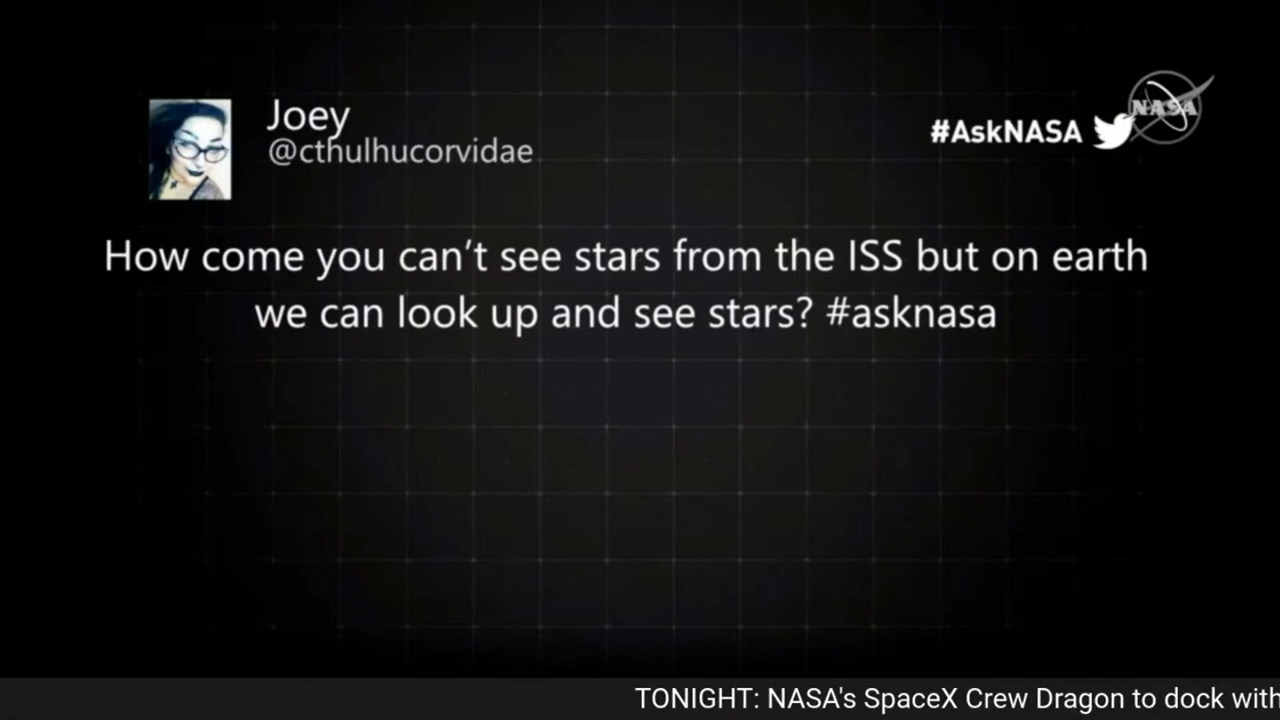 Joey
@cthulhucorvidae
#AskNASA
NASA
How come you can't see stars from the ISS but on earth
we can look up and see stars? #asknasa
TONIGHT: NASA's SpaceX Crew Dragon to dock with